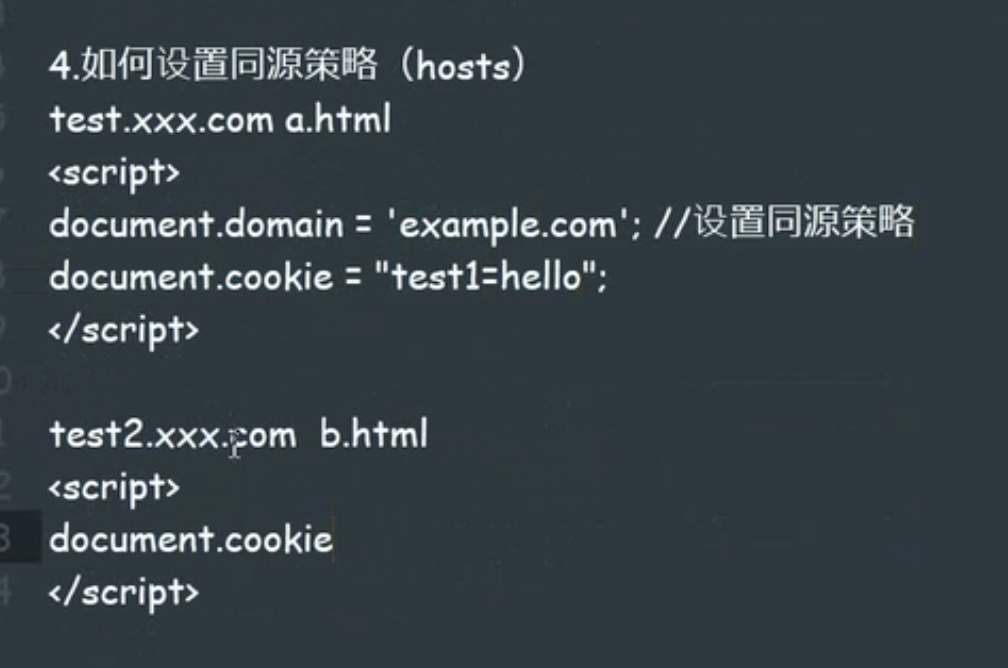 4.如何设置同源策略（hosts）
test.xxx.com a.html
<script>
document.domain = 'example.com'; //设置同源策略
document.cookie = "test1=hello";
</script>
test2.xxx.com  b.html
<script>
document.cookie
</script>